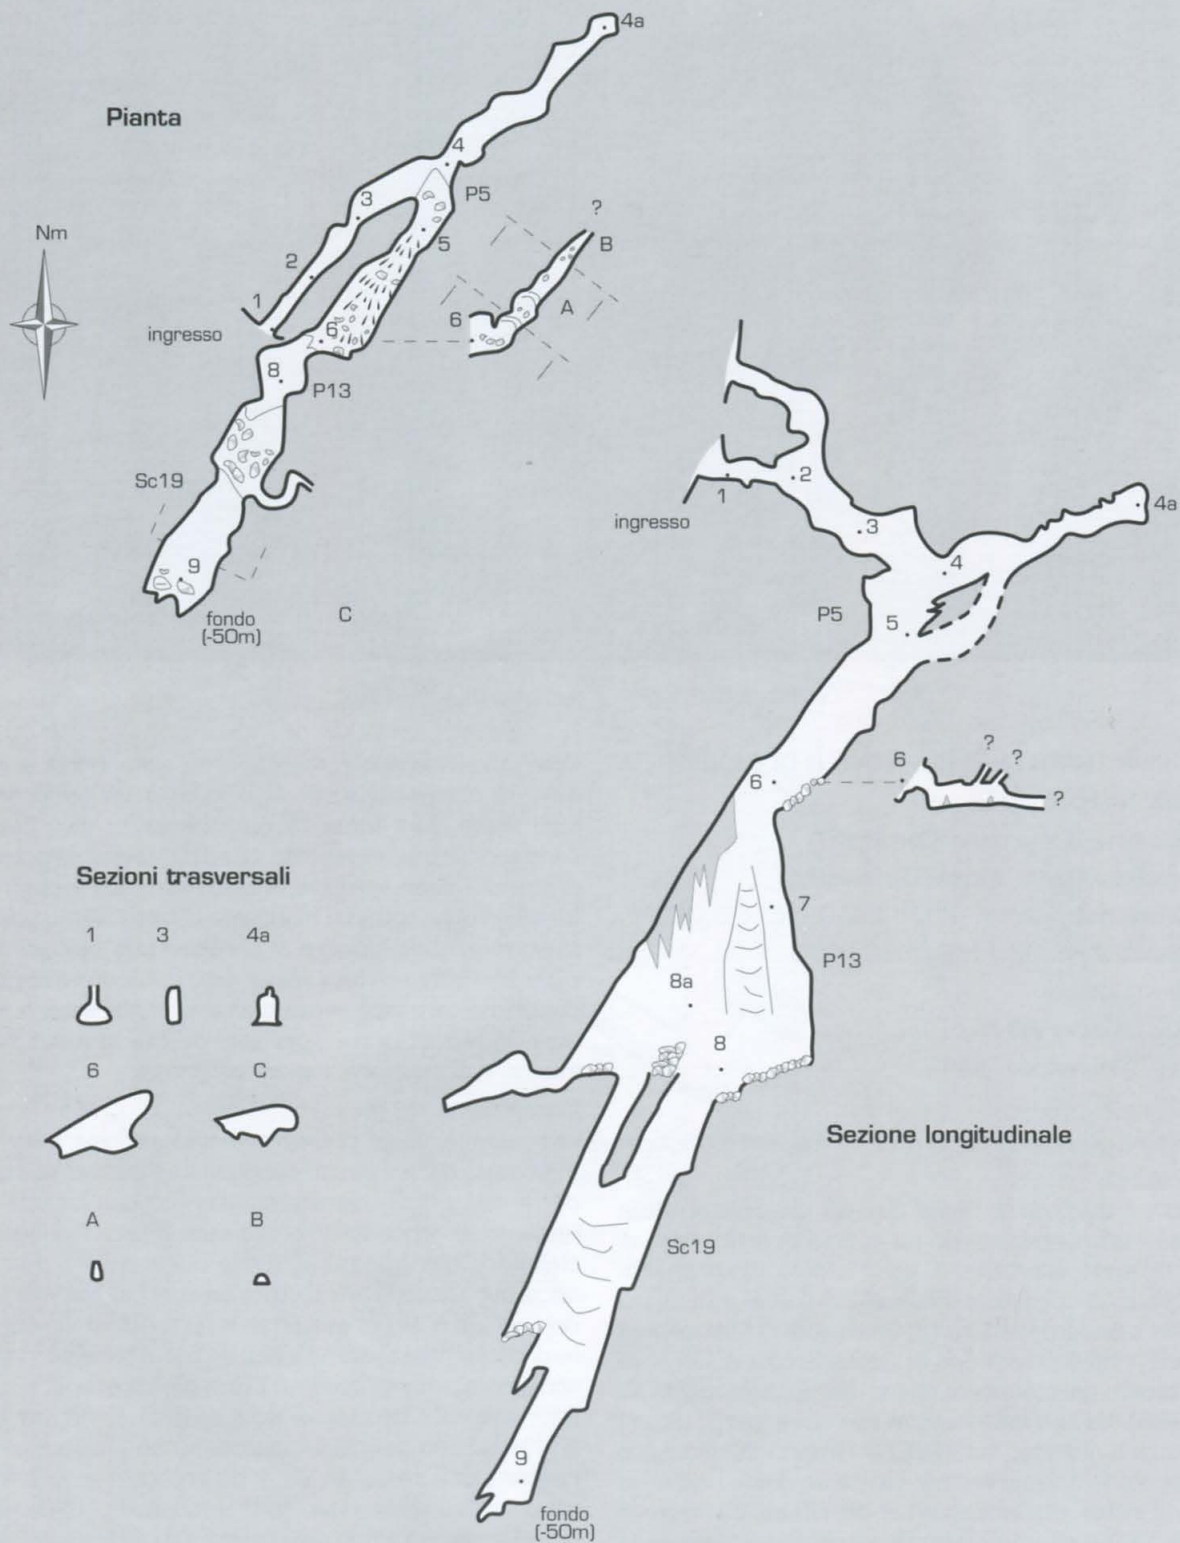 4a
Pianta
4
P5
3
?
Nm
5
B
2
1
A
6
6
ingresso
8
P13
Sc19
9
fondo
(-50m)
C
2
1
ingresso
3
4a
4
P5
5
?
?
6
6
?
Sezioni trasversali
1 3 4a
7
P13
8a
8
6 C
Sezione longitudinale
A B
Sc19
9
fondo
(-50m)